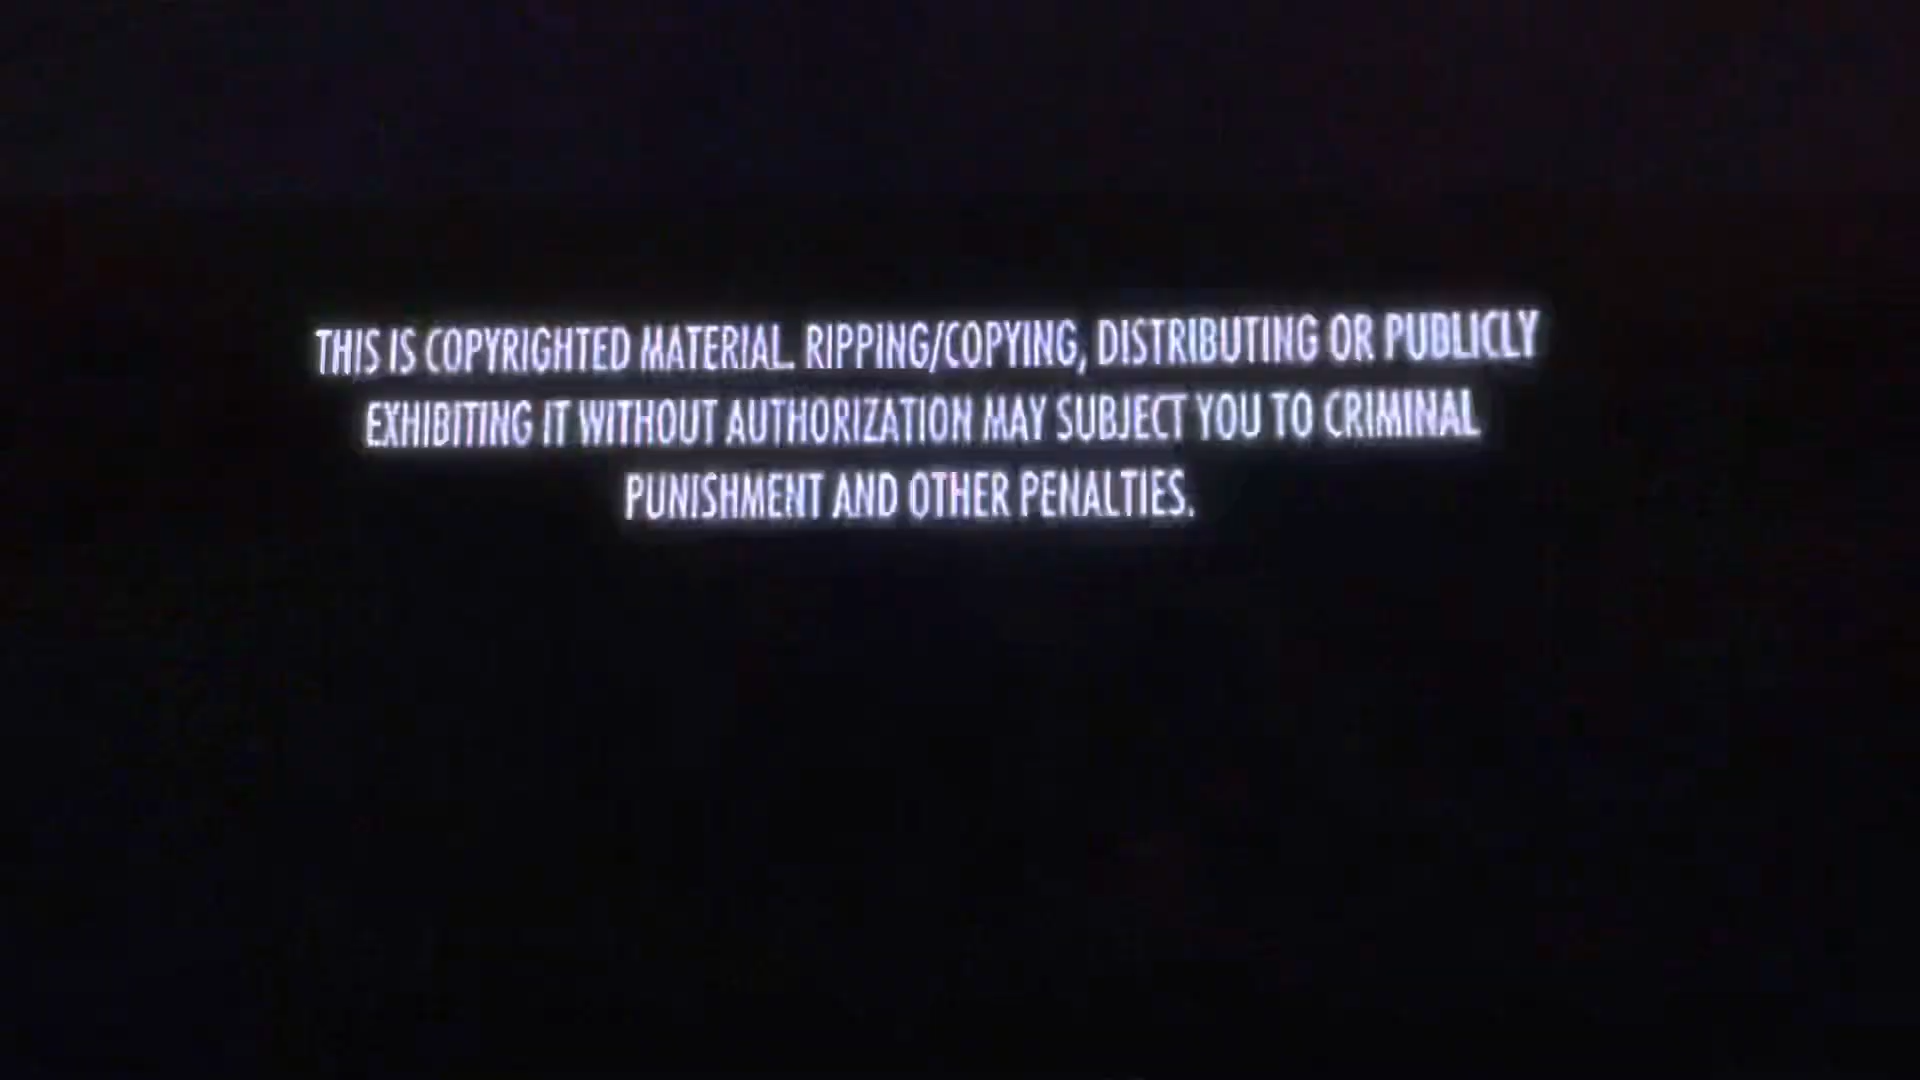 THIS IS COPYRIGHTED MATERIAL. RIPPING/COPYING, DISTRIBUTING OR PUBLICLY
EXHIBITING IT WITHOUT AUTHORIZATION MAY SUBJECT YOU TO CRIMINAL
PUNISHMENT AND OTHER PENALTIES.